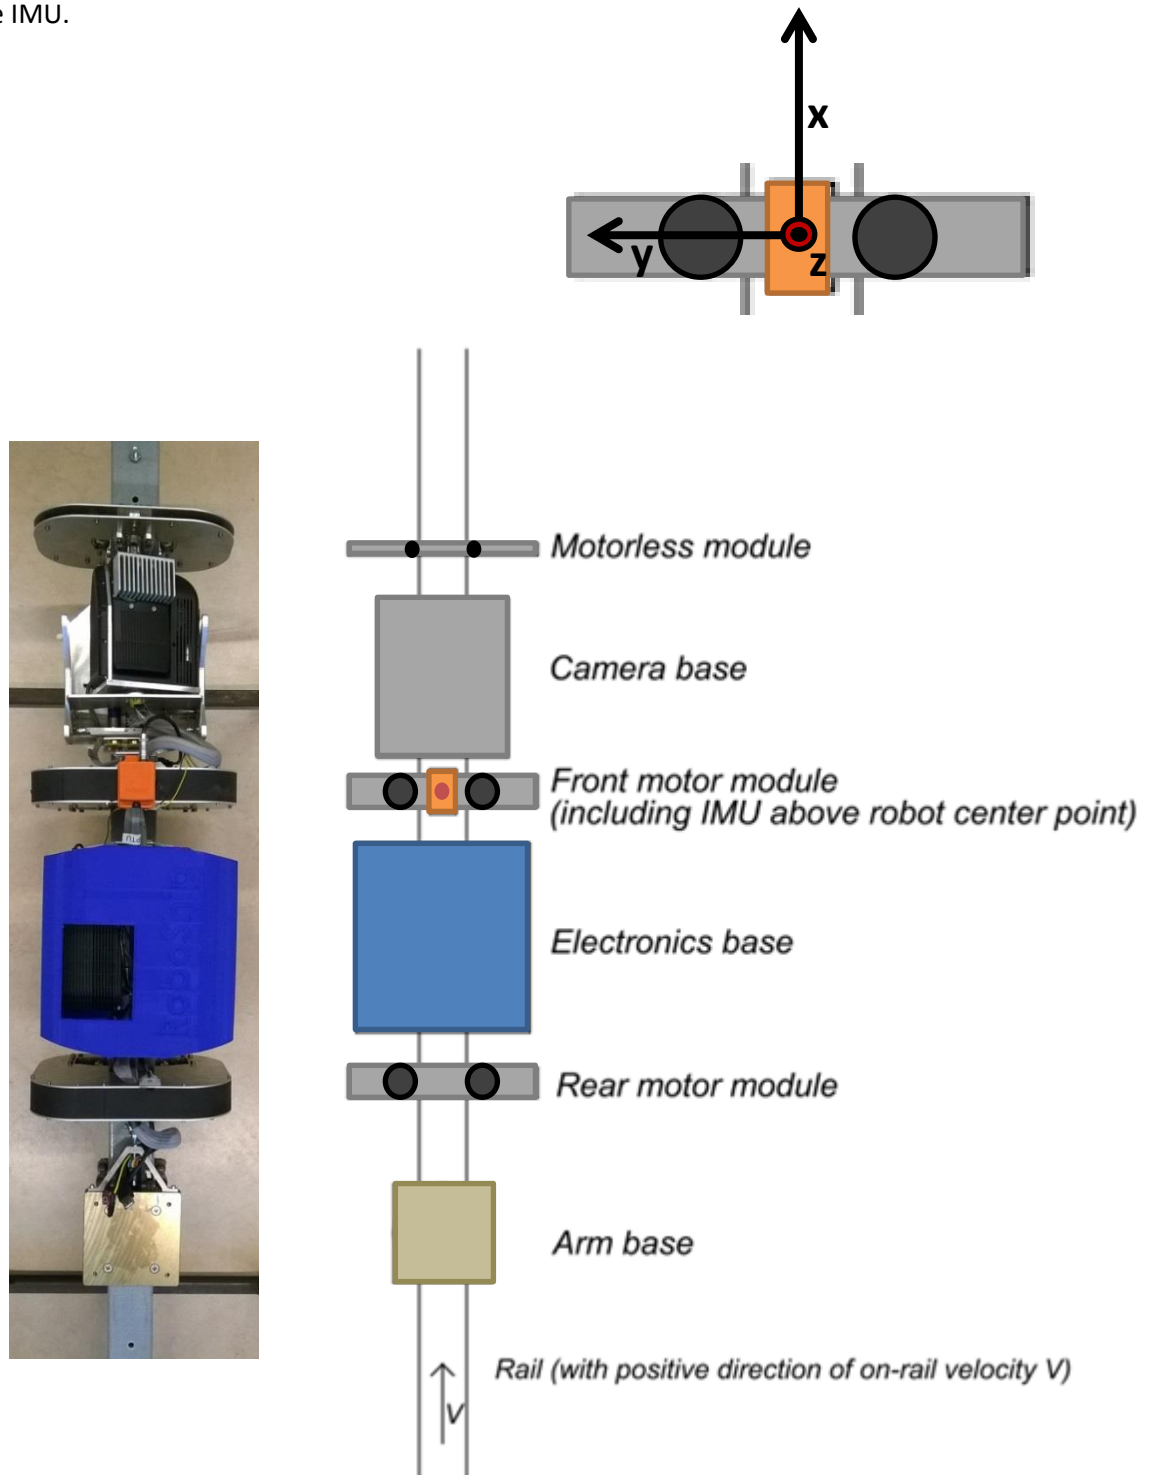 e IMU.
x
y
z
Motorless module
Camera base
Front motor module
(including IMU above robot center point)
Electronics base
RoboShip
Rear motor module
Arm base
Rail (with positive direction of on-rail velocity V)
V